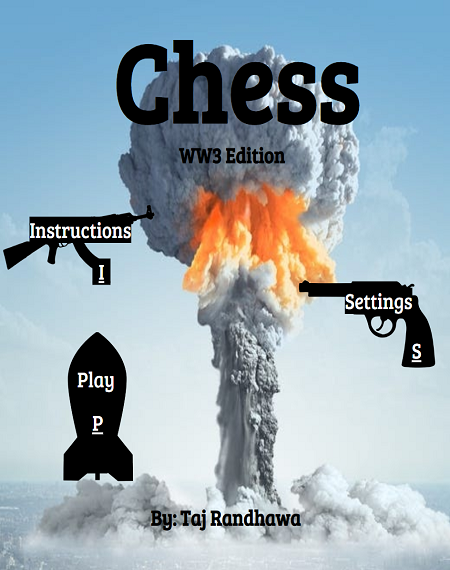 Chess
WW3 Edition
Instructions
I
Settings
S
Play
P
By: Taj Randhawa